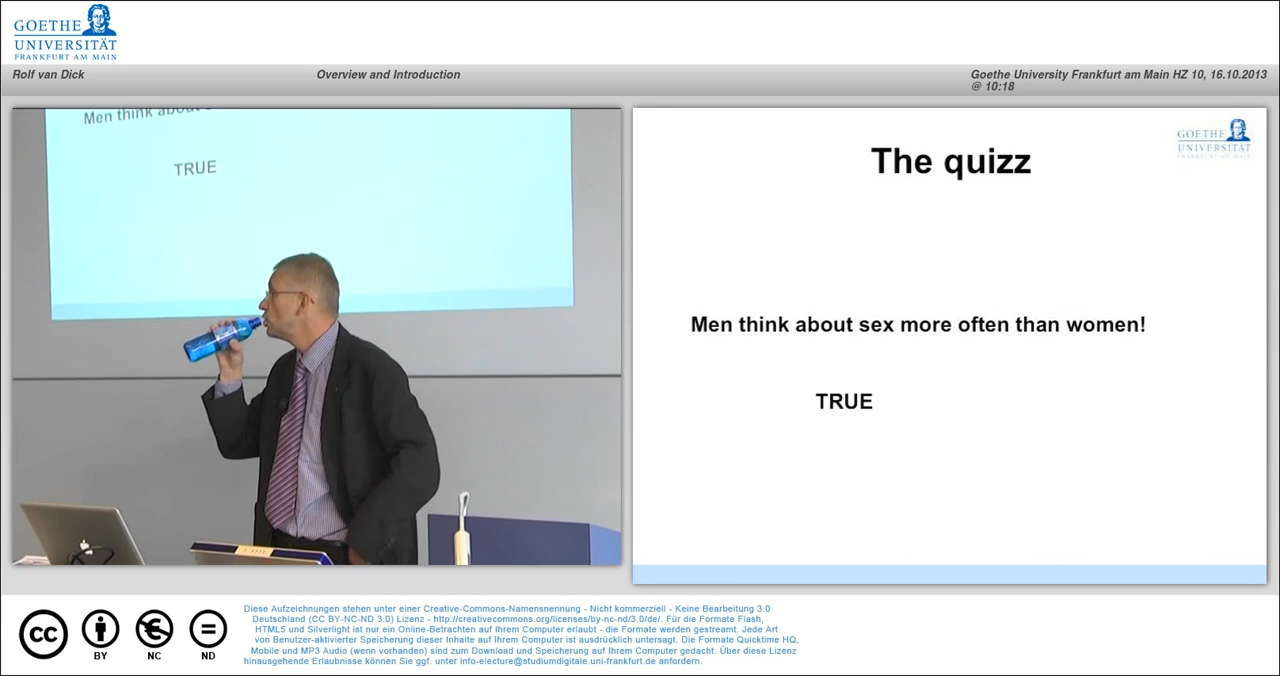 GOETHE
UNIVERSITÄT
FRANKFURT AM MAIN
Rolf van Dick
Overview and Introduction
Goethe University Frankfurt am Main HZ 10, 16.10.2013
@ 10:18
Men think about
TRUE
GOETHE
UNIVERSITÄT
FRANKFURT AM MAIN
The quizz
Men think about sex more often than women!
TRUE
cc
BY
NC
ND
Diese Aufzeichnungen stehen unter einer Creative-Commons-Namensnennung - Nicht kommerziell - Keine Bearbeitung 3.0
Deutschland (CC BY-NC-ND 3.0) Lizenz - http://creativecommons.org/licenses/by-nc-nd/3.0/de/. Für die Formate Flash,
HTML5 und Silverlight ist nur ein Online-Betrachten auf Ihrem Computer erlaubt - die Formate werden gestreamt. Jede Art
von Benutzer-aktivierter Speicherung dieser Inhalte auf Ihrem Computer ist ausdrücklich untersagt. Die Formate Quicktime HQ,
Mobile und MP3 Audio (wenn vorhanden) sind zum Download und Speicherung auf Ihrem Computer gedacht. Über diese Lizenz
hinausgehende Erlaubnisse können Sie ggf. unter info-electure@studiumdigitale.uni-frankfurt.de anfordern.